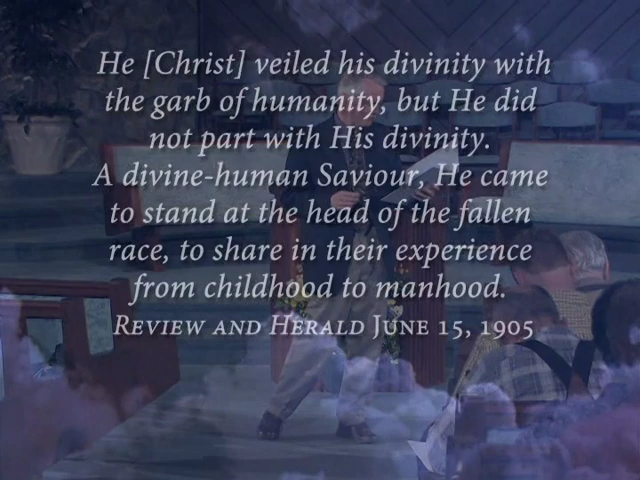 He [Christ] veiled his divinity with
the garb of humanity, but He did
not part with His divinity.
A divine-human Saviour, He came
to stand at the head of the fallen
race, to share in their experience
from childhood to manhood.
Review and Herald June 15, 1905